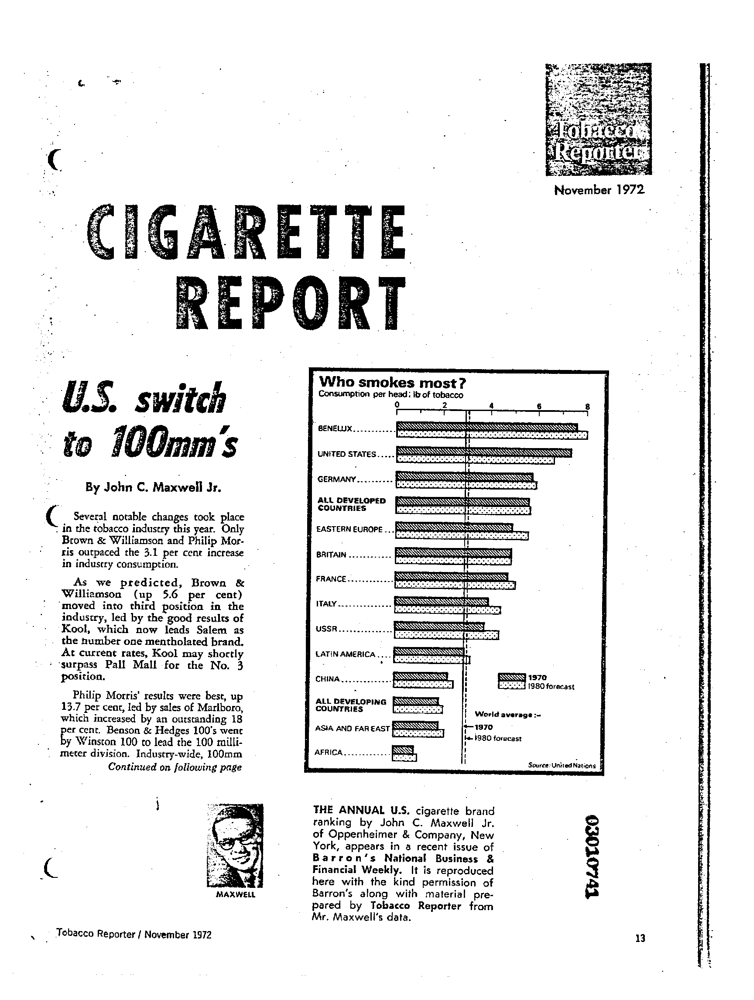 Tobacco
Reporter
November 1972
CIGARETTE
REPORT
U.S. switch
to 100mm's
By John C. Maxwell Jr.
Several notable changes took place
in the tobacco industry this year. Only
Brown & Williamson and Philip Mor-
ris outpaced the 3.1 per cent increase
in industry consumption.
As we predicted, Brown &
Williamson (up 5.6 per cent)
moved into third position in the
industry, led by the good results of
Kool, which now leads Salem as
the number one mentholated brand.
At current rates, Kool may shortly
surpass Pall Mall for the No. 3
position.
Philip Morris' results were best, up
13.7 per cent, led by sales of Marlboro,
which increased by an outstanding 18
per cent. Benson & Hedges 100's went
by Winston 100 to lead the 100 milli-
meter division. Industry-wide, 100mm
Continued on following page
MAXWELL
Who smokes most?
Consumption per head; lb of tobacco
0 2 4 6 8
BENELUX...........
UNITED STATES.....
GERMANY..........
ALL DEVELOPED
COUNTRIES
EASTERN EUROPE...
BRITAIN ............
FRANCE............
ITALY..............
USSR..............
LATIN AMERICA....
CHINA..............
1970
1980 forecast
ALL DEVELOPING
COUNTRIES
World average :-
ASIA AND FAR EAST
1970
1980 forecast
AFRICA.............
Source: United Nations
THE ANNUAL U.S. cigarette brand
ranking by John C. Maxwell Jr.
of Oppenheimer & Company, New
York, appears in a recent issue of
Barron's National Business &
Financial Weekly. It is reproduced
here with the kind permission of
Barron's along with material pre-
pared by Tobacco Reporter from
Mr. Maxwell's data.
03010741
Tobacco Reporter / November 1972
13